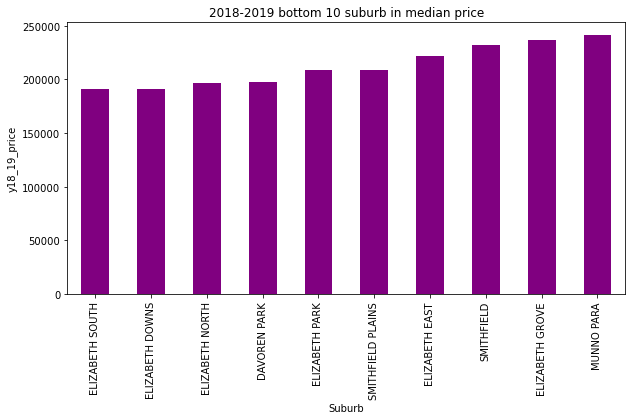 2018-2019 bottom 10 suburb in median price
y18_19_price
250000
200000
150000
100000
50000
0
ELIZABETH SOUTH
ELIZABETH DOWNS
ELIZABETH NORTH
DAVOREN PARK
ELIZABETH PARK
SMITHFIELD PLAINS
ELIZABETH EAST
SMITHFIELD
ELIZABETH GROVE
MUNNO PARA
Suburb